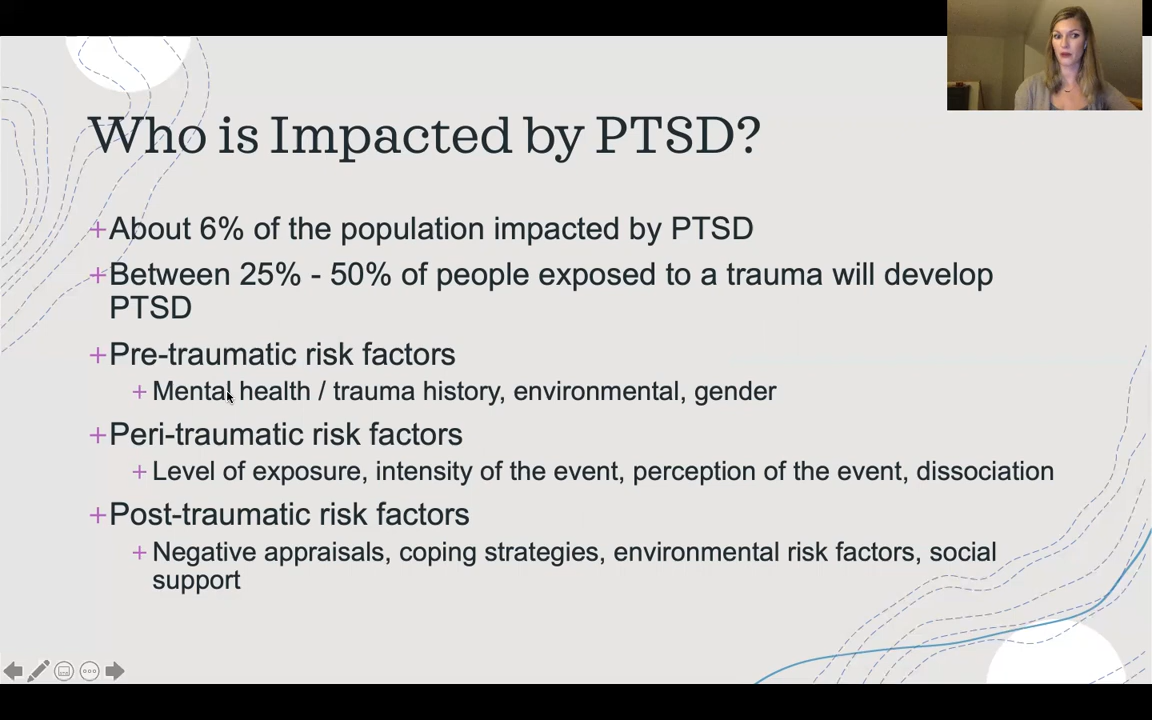 Who is Impacted by PTSD?
+About 6% of the population impacted by PTSD
+Between 25% - 50% of people exposed to a trauma will develop
PTSD
+Pre-traumatic risk factors
+Mental health / trauma history, environmental, gender
+Peri-traumatic risk factors
+Level of exposure, intensity of the event, perception of the event, dissociation
+Post-traumatic risk factors
+Negative appraisals, coping strategies, environmental risk factors, social
support